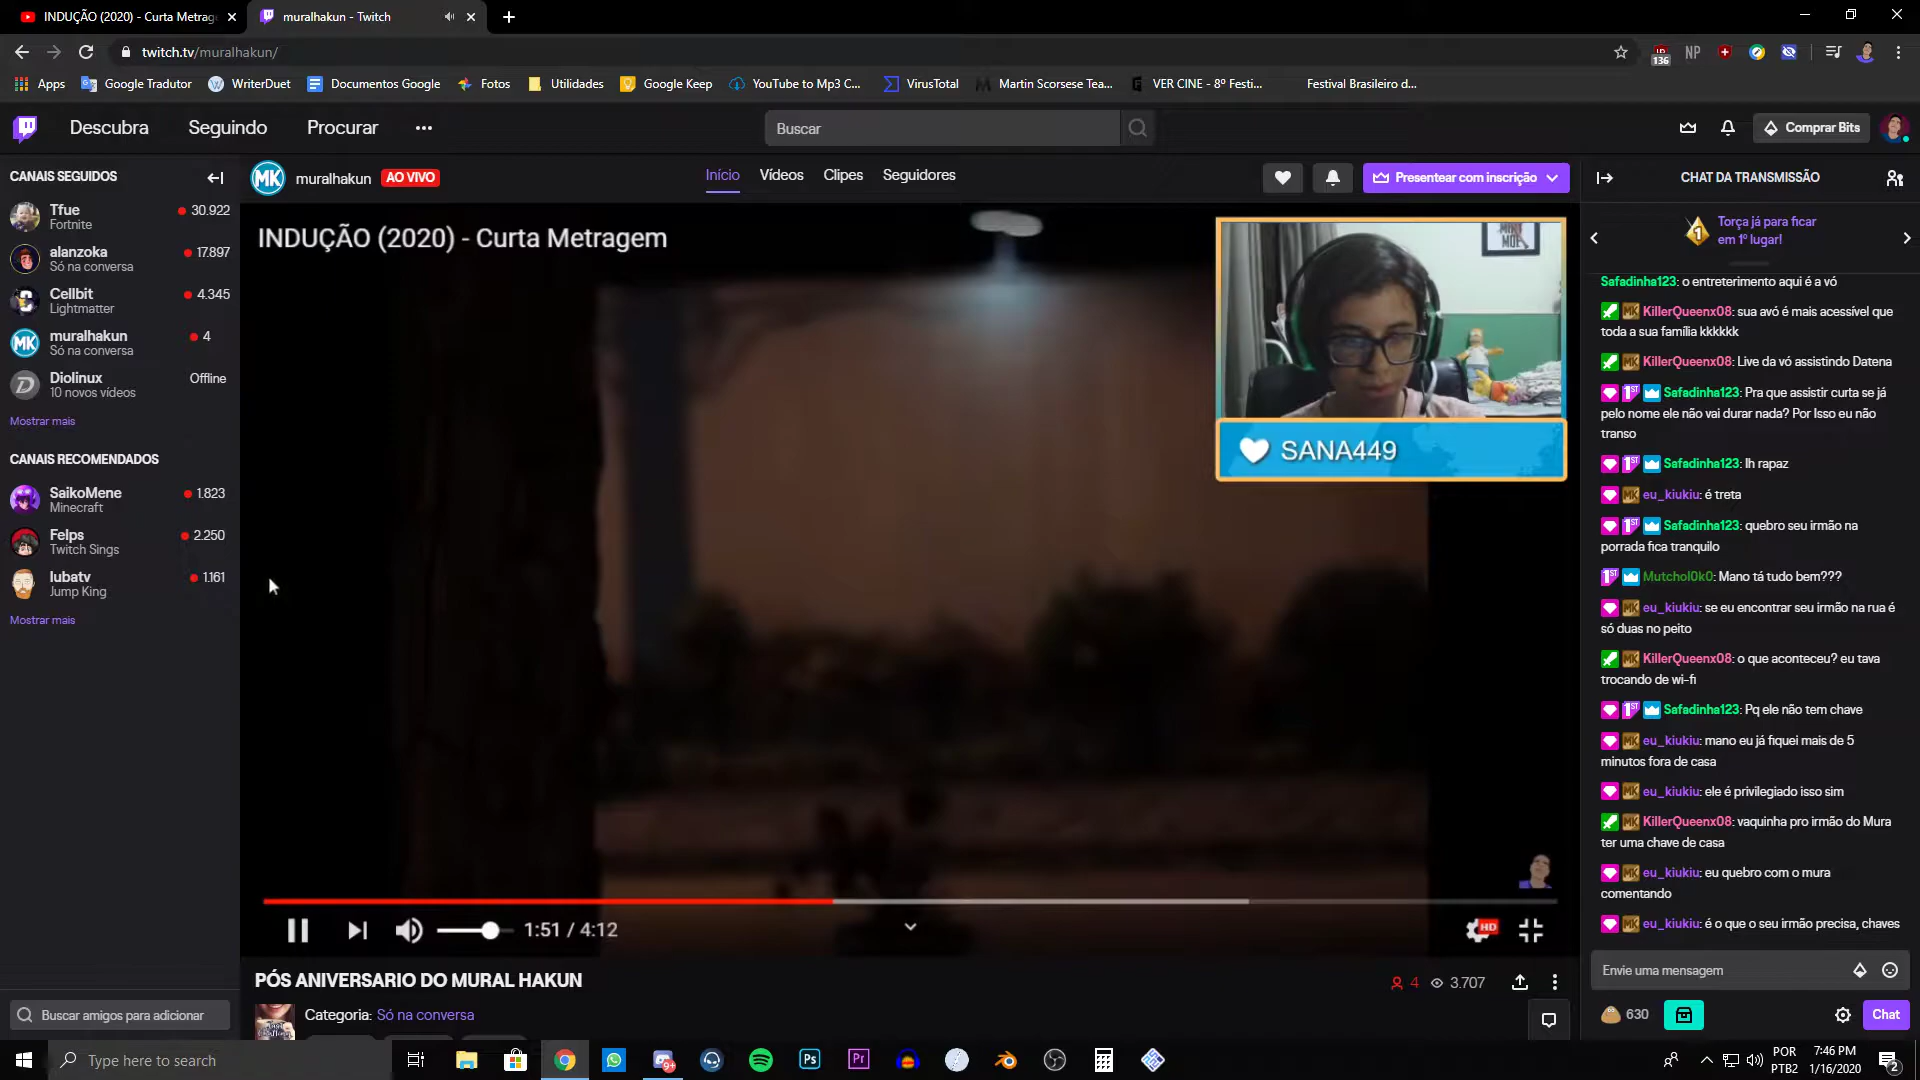 INDUÇÃO (2020) - Curta Metrag
muralhakun - Twitch
twitch.tv/muralhakun/
136
NP
Apps
Google Tradutor
WriterDuet
Documentos Google
Fotos
Utilidades
Google Keep
YouTube to Mp3 C...
VirusTotal
Martin Scorsese Tea...
VER CINE - 8º Festi...
Festival Brasileiro d...
Descubra
Seguindo
Procurar
Buscar
Comprar Bits
CANAIS SEGUIDOS
Tfue
30.922
Fortnite
alanzoka
17.897
Só na conversa
Cellbit
4.345
Lightmatter
MK
muralhakun
4
Só na conversa
Diolinux
Offline
10 novos vídeos
Mostrar mais
CANAIS RECOMENDADOS
SaikoMene
1.823
Minecraft
Felps
2.250
Twitch Sings
lubatv
1.161
Jump King
Mostrar mais
Buscar amigos para adicionar
MK
muralhakun
AO VIVO
Início
Vídeos
Clipes
Seguidores
Presentear com inscrição
INDUÇÃO (2020) - Curta Metragem
SANA449
1:51 / 4:12
HD
PÓS ANIVERSARIO DO MURAL HAKUN
4
3.707
Categoria: Só na conversa
CHAT DA TRANSMISSÃO
1
Torça já para ficar
em 1º lugar!
Safadinha123: o entreterimento aqui é a vó
KillerQueenx08: sua avó é mais acessível que
toda a sua família kkkkkk
KillerQueenx08: Live da vó assistindo Datena
Safadinha123: Pra que assistir curta se já
pelo nome ele não vai durar nada? Por Isso eu não
transo
Safadinha123: Ih rapaz
eu_kiukiu: é treta
Safadinha123: quebro seu irmão na
porrada fica tranquilo
Mutchol0k0: Mano tá tudo bem???
eu_kiukiu: se eu encontrar seu irmão na rua é
só duas no peito
KillerQueenx08: o que aconteceu? eu tava
trocando de wi-fi
Safadinha123: Pq ele não tem chave
eu_kiukiu: mano eu já fiquei mais de 5
minutos fora de casa
eu_kiukiu: ele é privilegiado isso sim
KillerQueenx08: vaquinha pro irmão do Mura
ter uma chave de casa
eu_kiukiu: eu quebro com o mura
comentando
eu_kiukiu: é o que o seu irmão precisa, chaves
Envie uma mensagem
630
Chat
Type here to search
9+
Ps
Pr
POR
PTB2
7:46 PM
1/16/2020
2